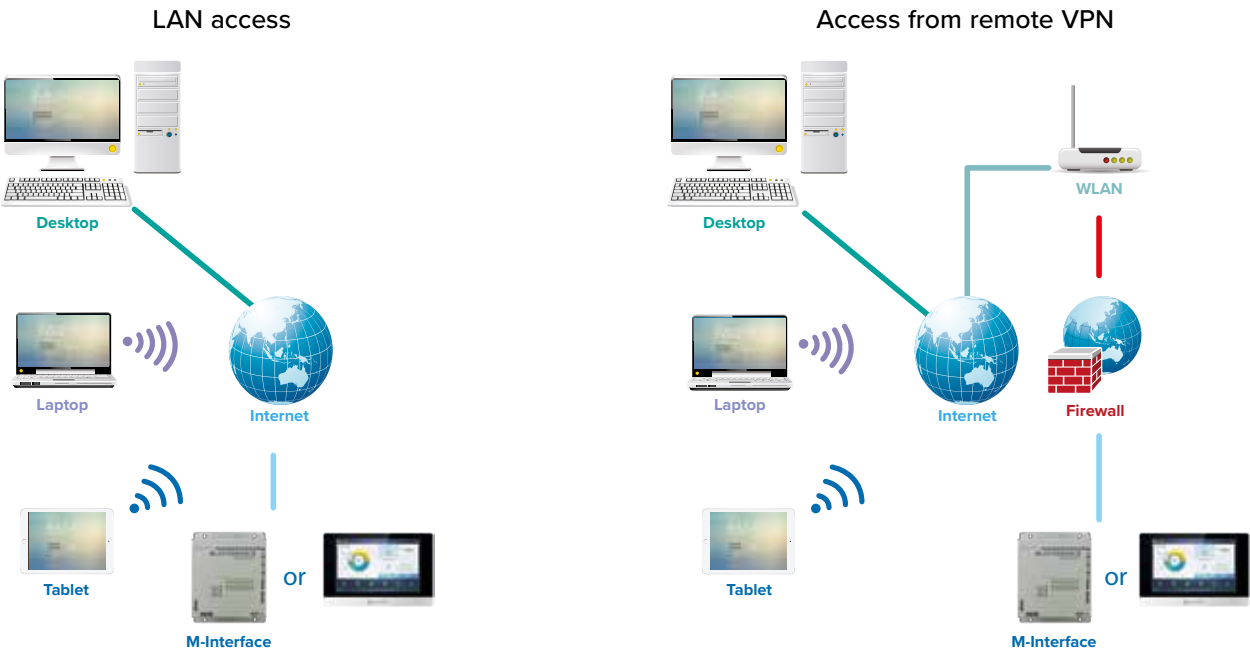 LAN access
Desktop
Laptop
Internet
Tablet
or
M-Interface
Access from remote VPN
WLAN
Desktop
Laptop
Internet
Firewall
Tablet
or
M-Interface